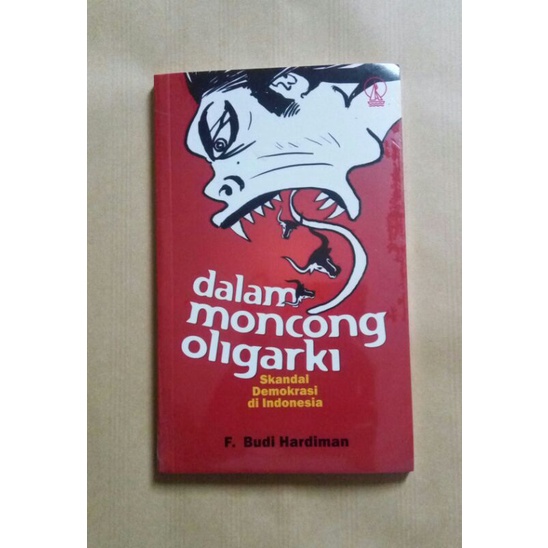 dalam
moncong
oligarki
Skandal
Demokrasi
di Indonesia
F. Budi Hardiman